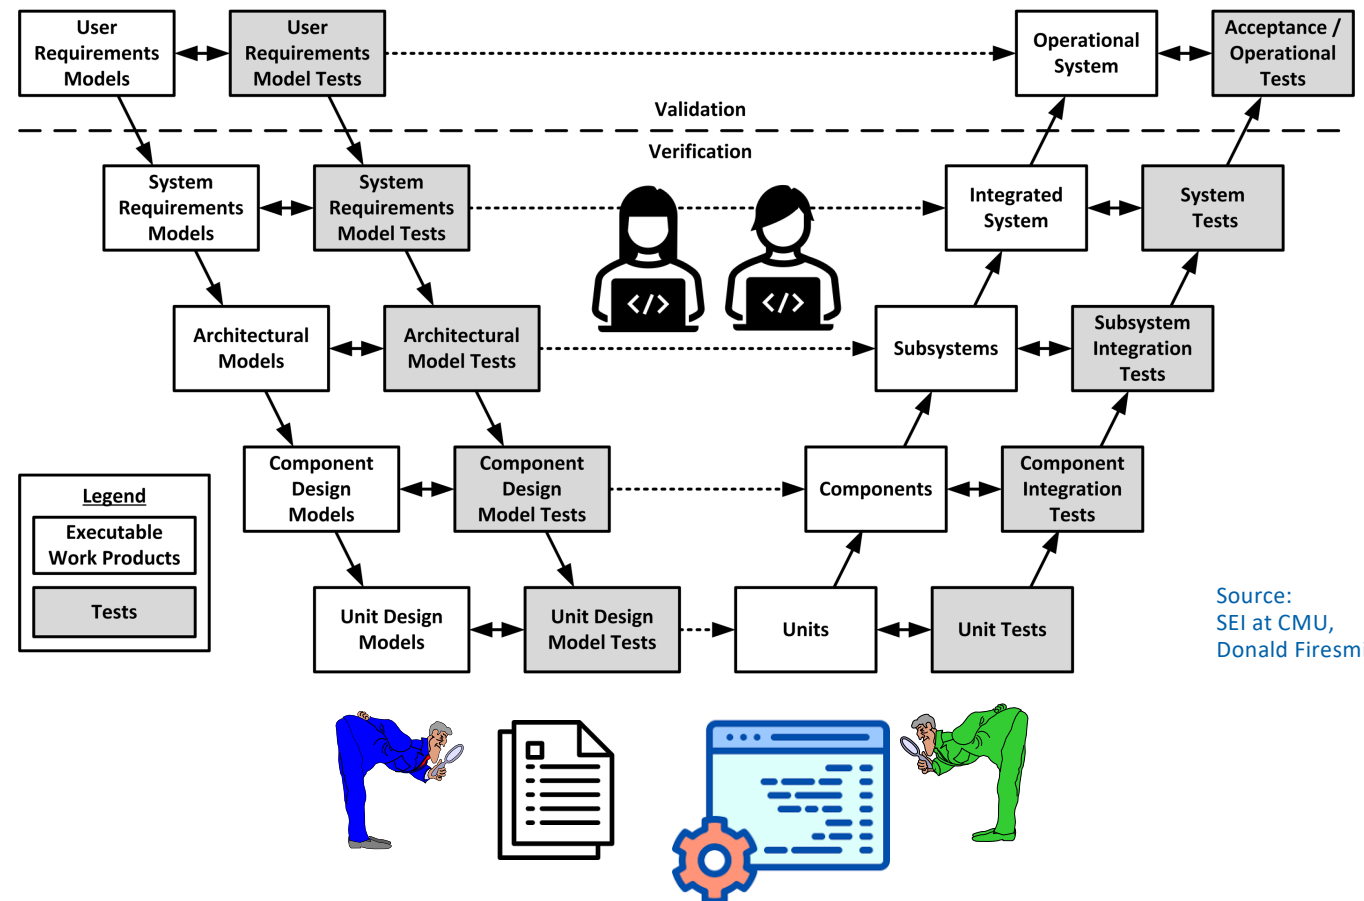 User
Requirements
Models
User
Requirements
Model Tests
Operational
System
Acceptance /
Operational
Tests
Validation
Verification
System
Requirements
Models
System
Requirements
Model Tests
Integrated
System
System
Tests
</>
</>
Architectural
Models
Architectural
Model Tests
Subsystems
Subsystem
Integration
Tests
Component
Design
Models
Component
Design
Model Tests
Components
Component
Integration
Tests
Legend
Executable
Work Products
Tests
Unit Design
Models
Unit Design
Model Tests
Units
Unit Tests
Source:
SEI at CMU,
Donald